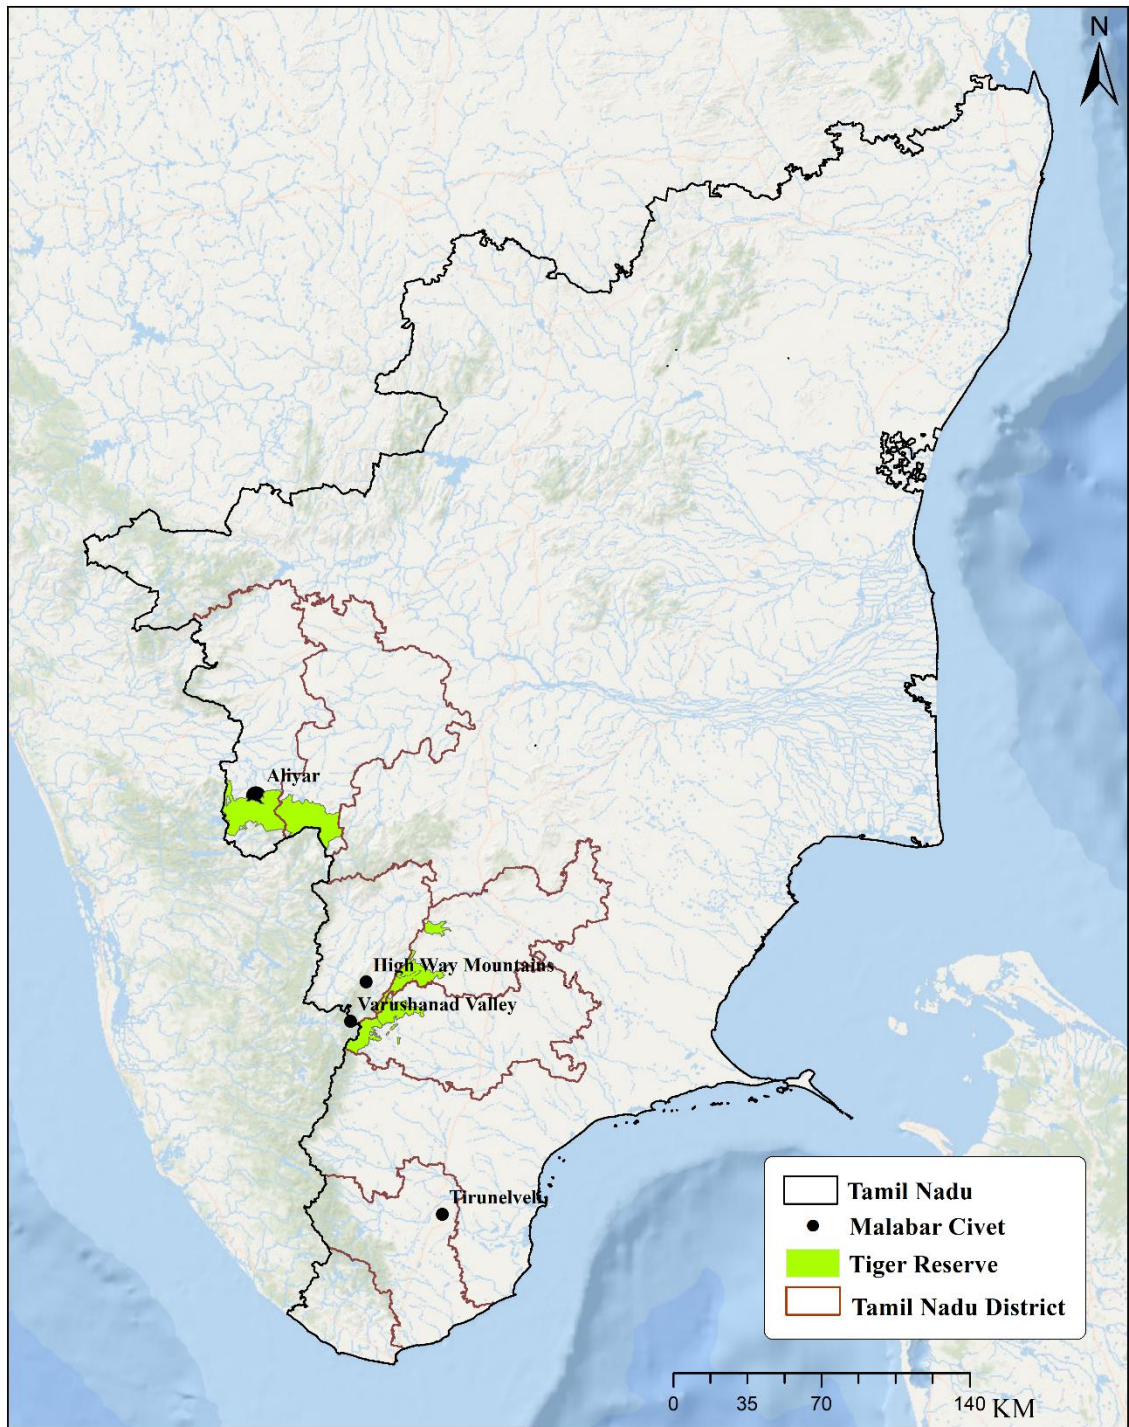 N
Aliyar
High Way Mountains
Varushanad Valley
Tirunelveli
Tamil Nadu
Malabar Civet
Tiger Reserve
Tamil Nadu District
0 35 70 140 KM